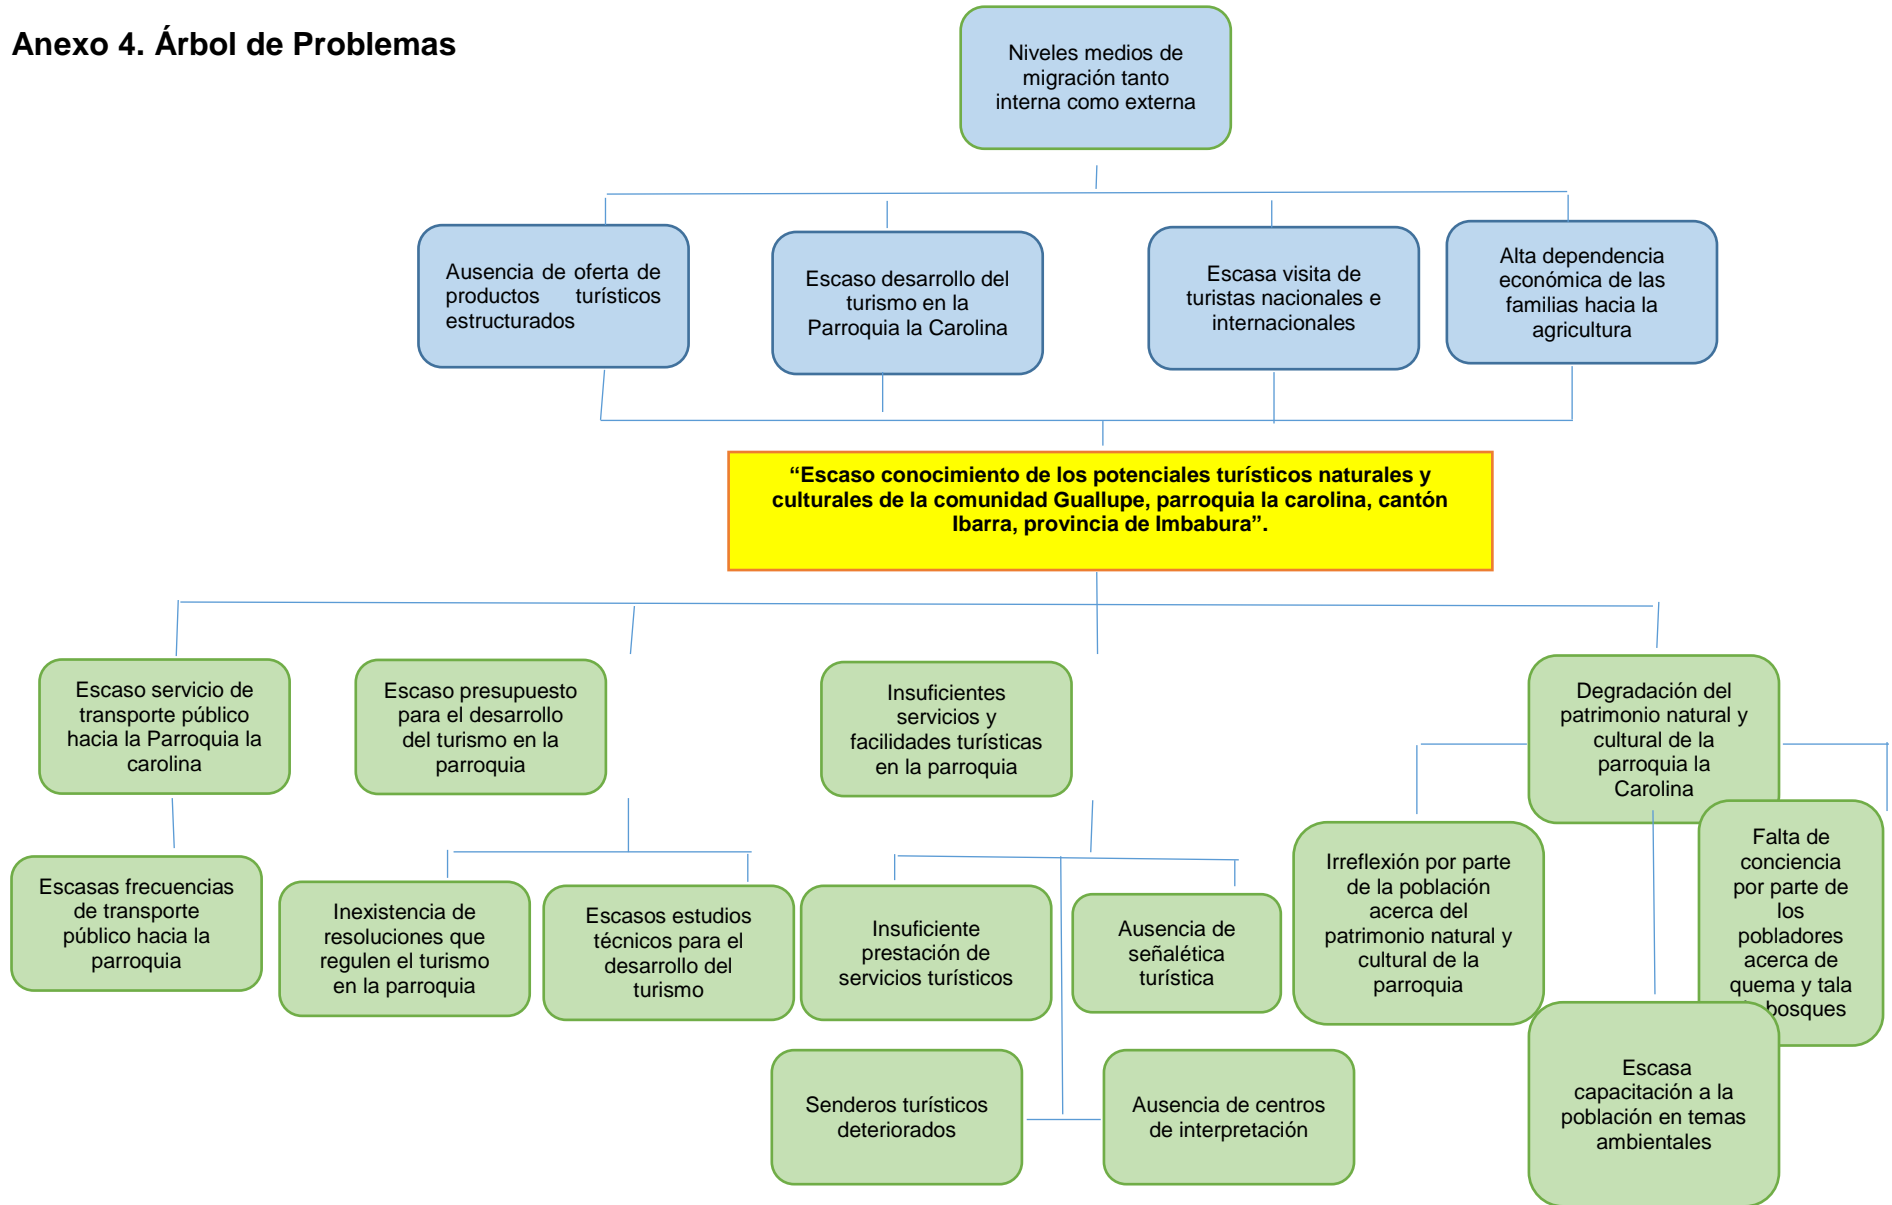 Anexo 4. Árbol de Problemas
Niveles medios de
migración tanto
interna como externa
Ausencia de oferta de
productos turísticos
estructurados
Escaso desarrollo del
turismo en la
Parroquia la Carolina
Escasa visita de
turistas nacionales e
internacionales
Alta dependencia
económica de las
familias hacia la
agricultura
“Escaso conocimiento de los potenciales turísticos naturales y
culturales de la comunidad Guallupe, parroquia la carolina, cantón
Ibarra, provincia de Imbabura”.
Escaso servicio de
transporte público
hacia la Parroquia la
carolina
Escaso presupuesto
para el desarrollo
del turismo en la
parroquia
Insuficientes
servicios y
facilidades turísticas
en la parroquia
Degradación del
patrimonio natural y
cultural de la
parroquia la
Carolina
Escasas frecuencias
de transporte
público hacia la
parroquia
Inexistencia de
resoluciones que
regulen el turismo
en la parroquia
Escasos estudios
técnicos para el
desarrollo del
turismo
Insuficiente
prestación de
servicios turísticos
Ausencia de
señalética
turística
Irreflexión por parte
de la población
acerca del
patrimonio natural y
cultural de la
parroquia
Falta de
conciencia
por parte de
los
pobladores
acerca de
quema y tala
bosques
Senderos turísticos
deteriorados
Ausencia de centros
de interpretación
Escasa
capacitación a la
población en temas
ambientales